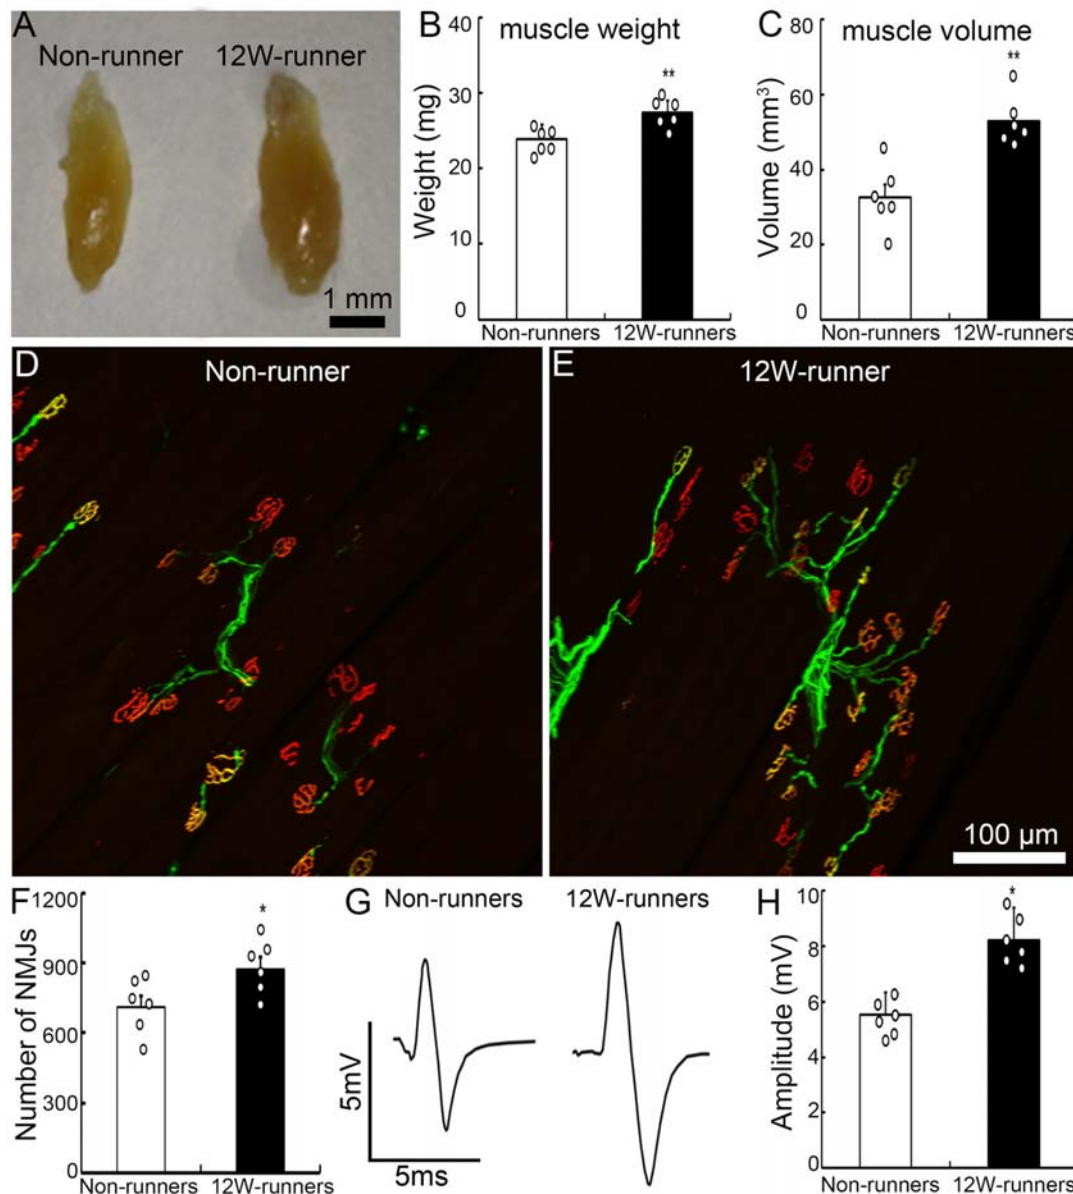 A
Non-runner 12W-runner
1 mm
B
muscle weight
**
Weight (mg)
40
30
20
10
0
Non-runners 12W-runners
C
muscle volume
**
Volume (mm³)
80
60
40
20
0
Non-runners 12W-runners
D
Non-runner
E
12W-runner
100 µm
F
*
Number of NMJs
1200
900
600
300
0
Non-runners 12W-runners
G
Non-runners 12W-runners
5mV
5ms
H
*
Amplitude (mV)
10
8
6
4
2
0
Non-runners 12W-runners